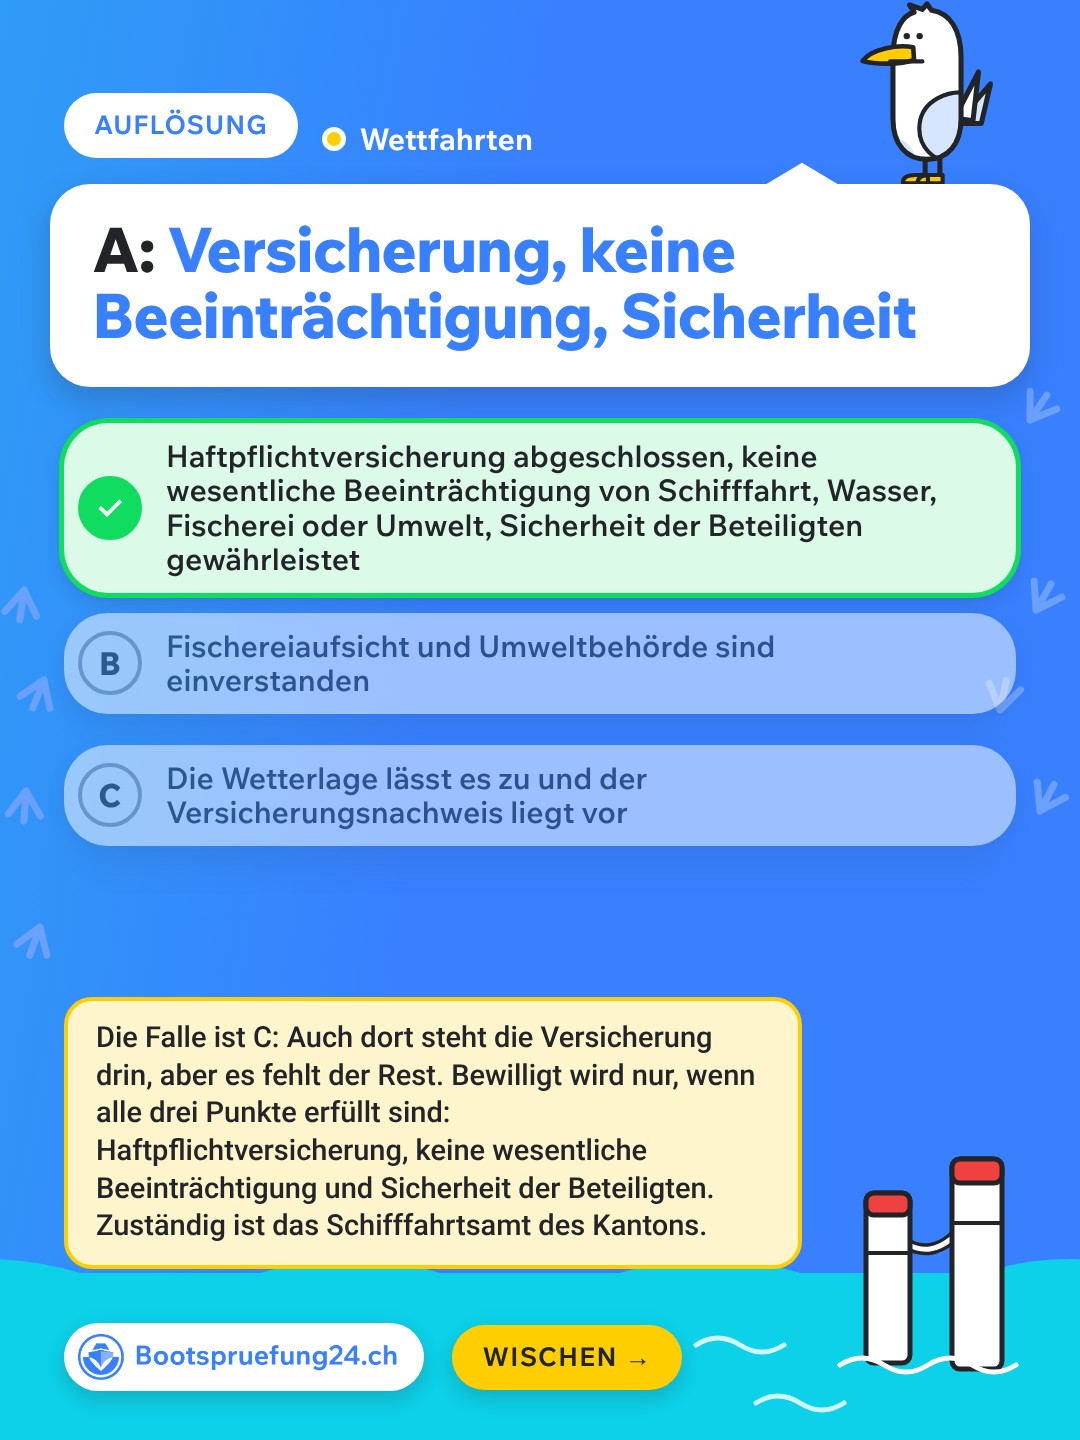 AUFLÖSUNG
Wettfahrten
A: Versicherung, keine
Beeinträchtigung, Sicherheit
Haftpflichtversicherung abgeschlossen, keine
wesentliche Beeinträchtigung von Schifffahrt, Wasser,
Fischerei oder Umwelt, Sicherheit der Beteiligten
gewährleistet
B
Fischereiaufsicht und Umweltbehörde sind
einverstanden
C
Die Wetterlage lässt es zu und der
Versicherungsnachweis liegt vor
Die Falle ist C: Auch dort steht die Versicherung
drin, aber es fehlt der Rest. Bewilligt wird nur, wenn
alle drei Punkte erfüllt sind:
Haftpflichtversicherung, keine wesentliche
Beeinträchtigung und Sicherheit der Beteiligten.
Zuständig ist das Schifffahrtsamt des Kantons.
Bootspruefung24.ch
WISCHEN →